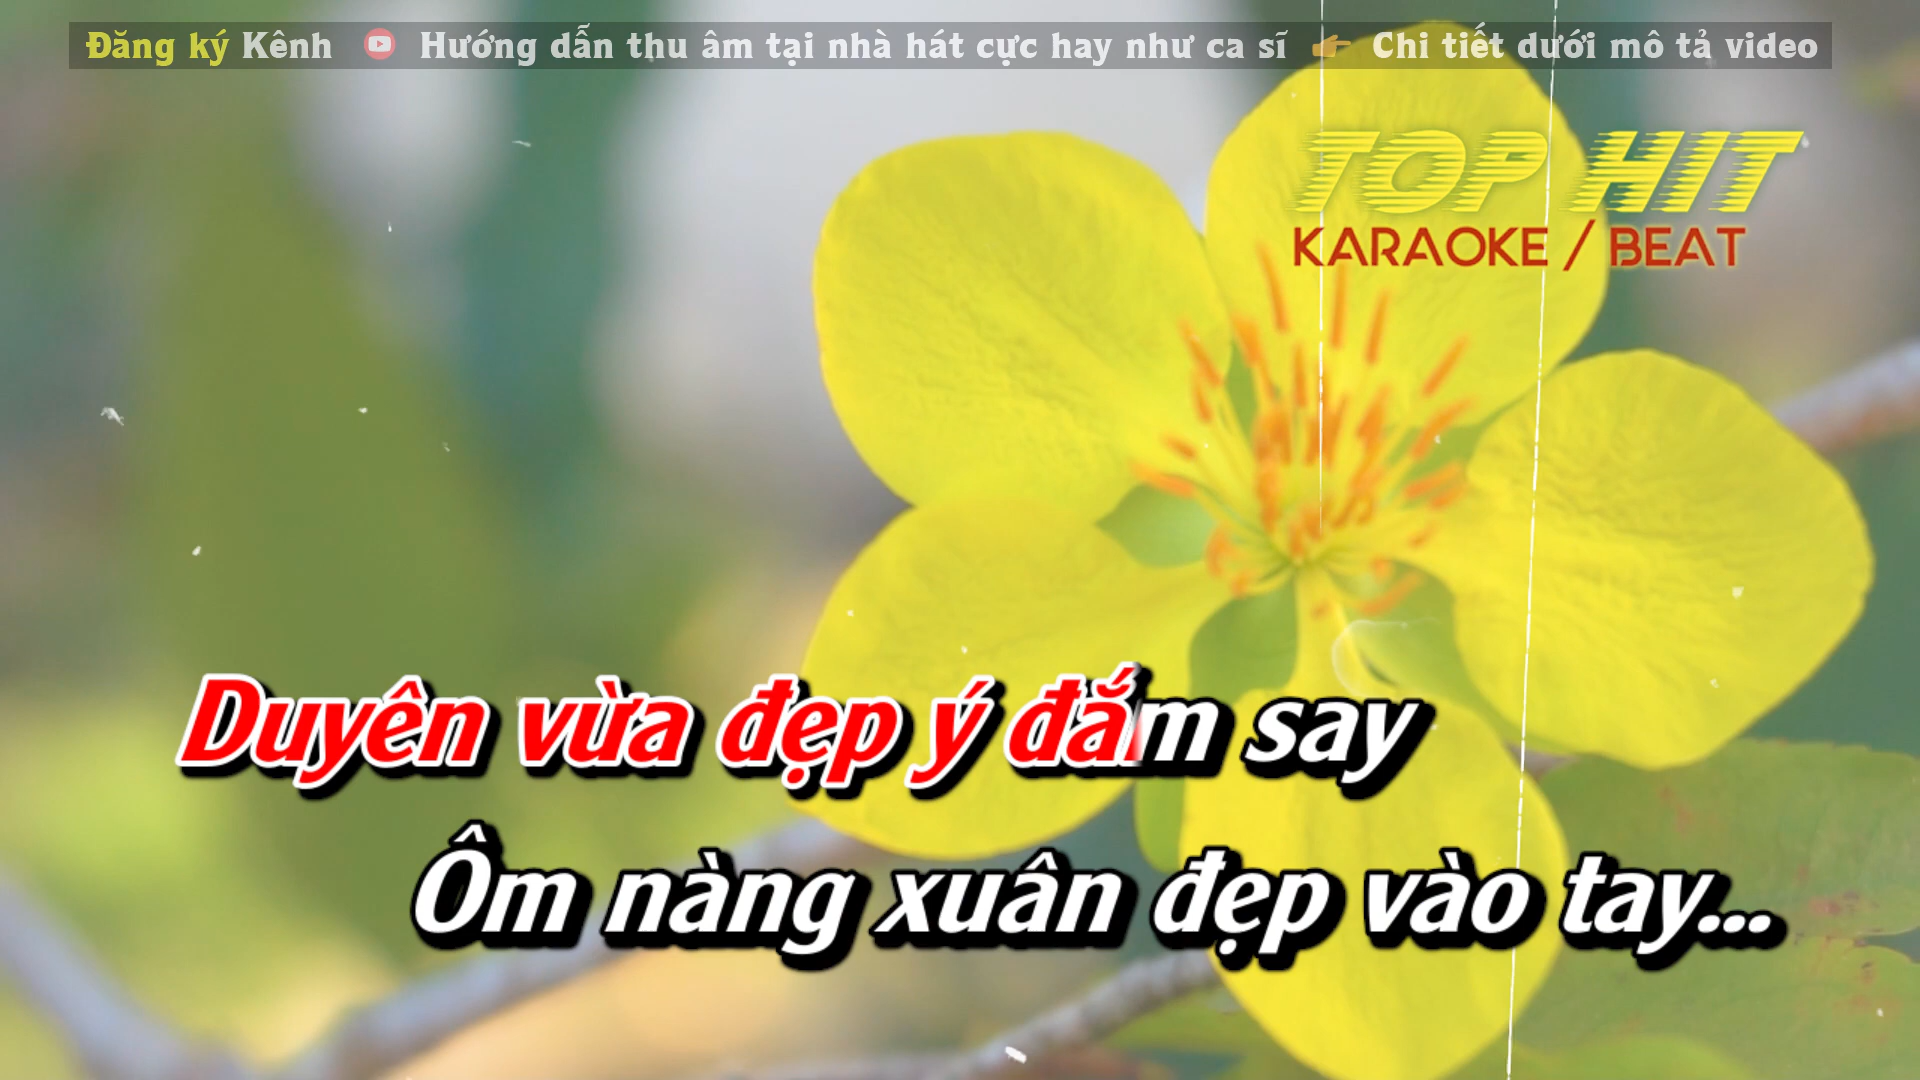 Đăng ký Kênh Hướng dẫn thu âm tại nhà hát cực hay như ca sĩ Chi tiết dưới mô tả video
TOP HIT
KARAOKE / BEAT
Duyên vừa đẹp ý đắm say
Ôm nàng xuân đẹp vào tay...